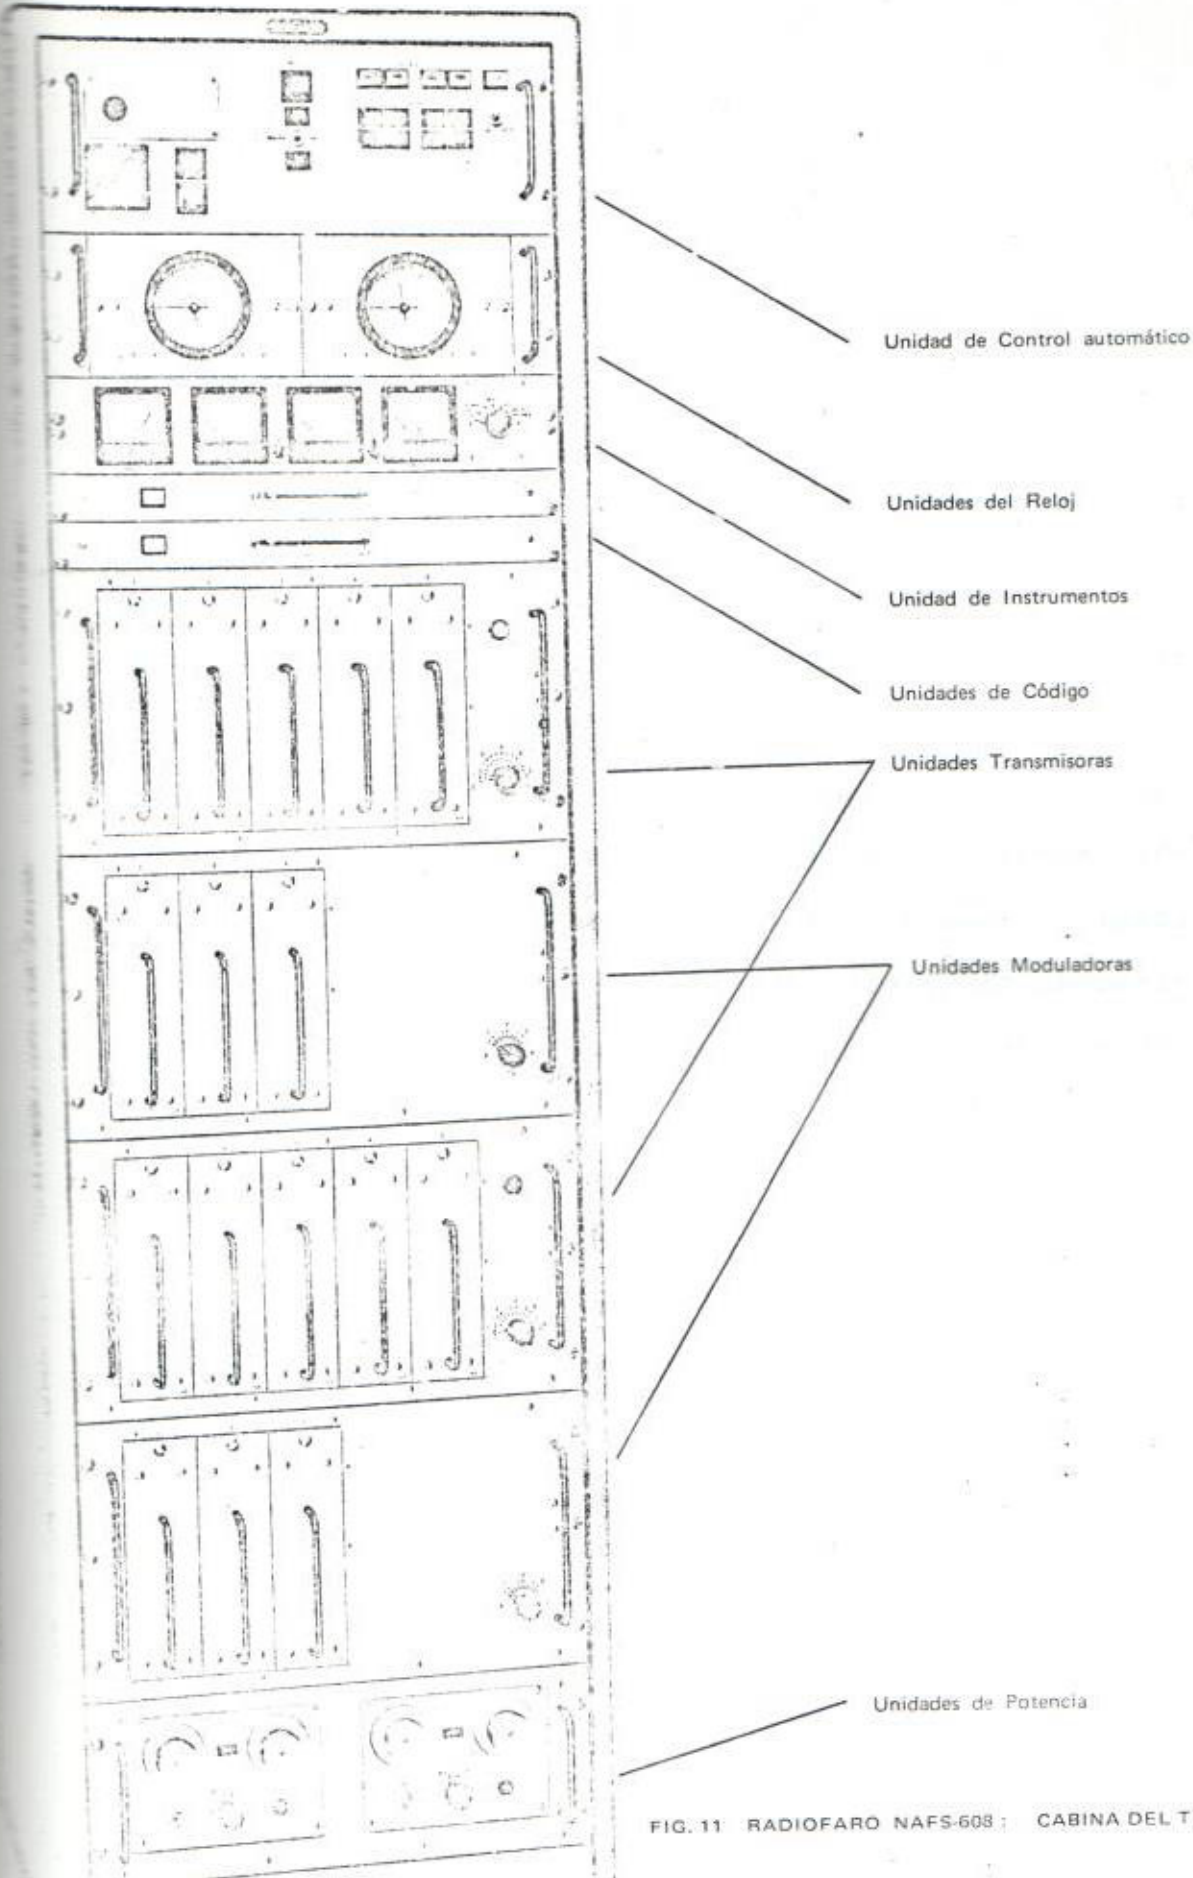 Unidad de Control automático
Unidades del Reloj
Unidad de Instrumentos
Unidades de Código
Unidades Transmisoras
Unidades Moduladoras
Unidades de Potencia
FIG. 11 RADIOFARO NAFS-608 : CABINA DEL T